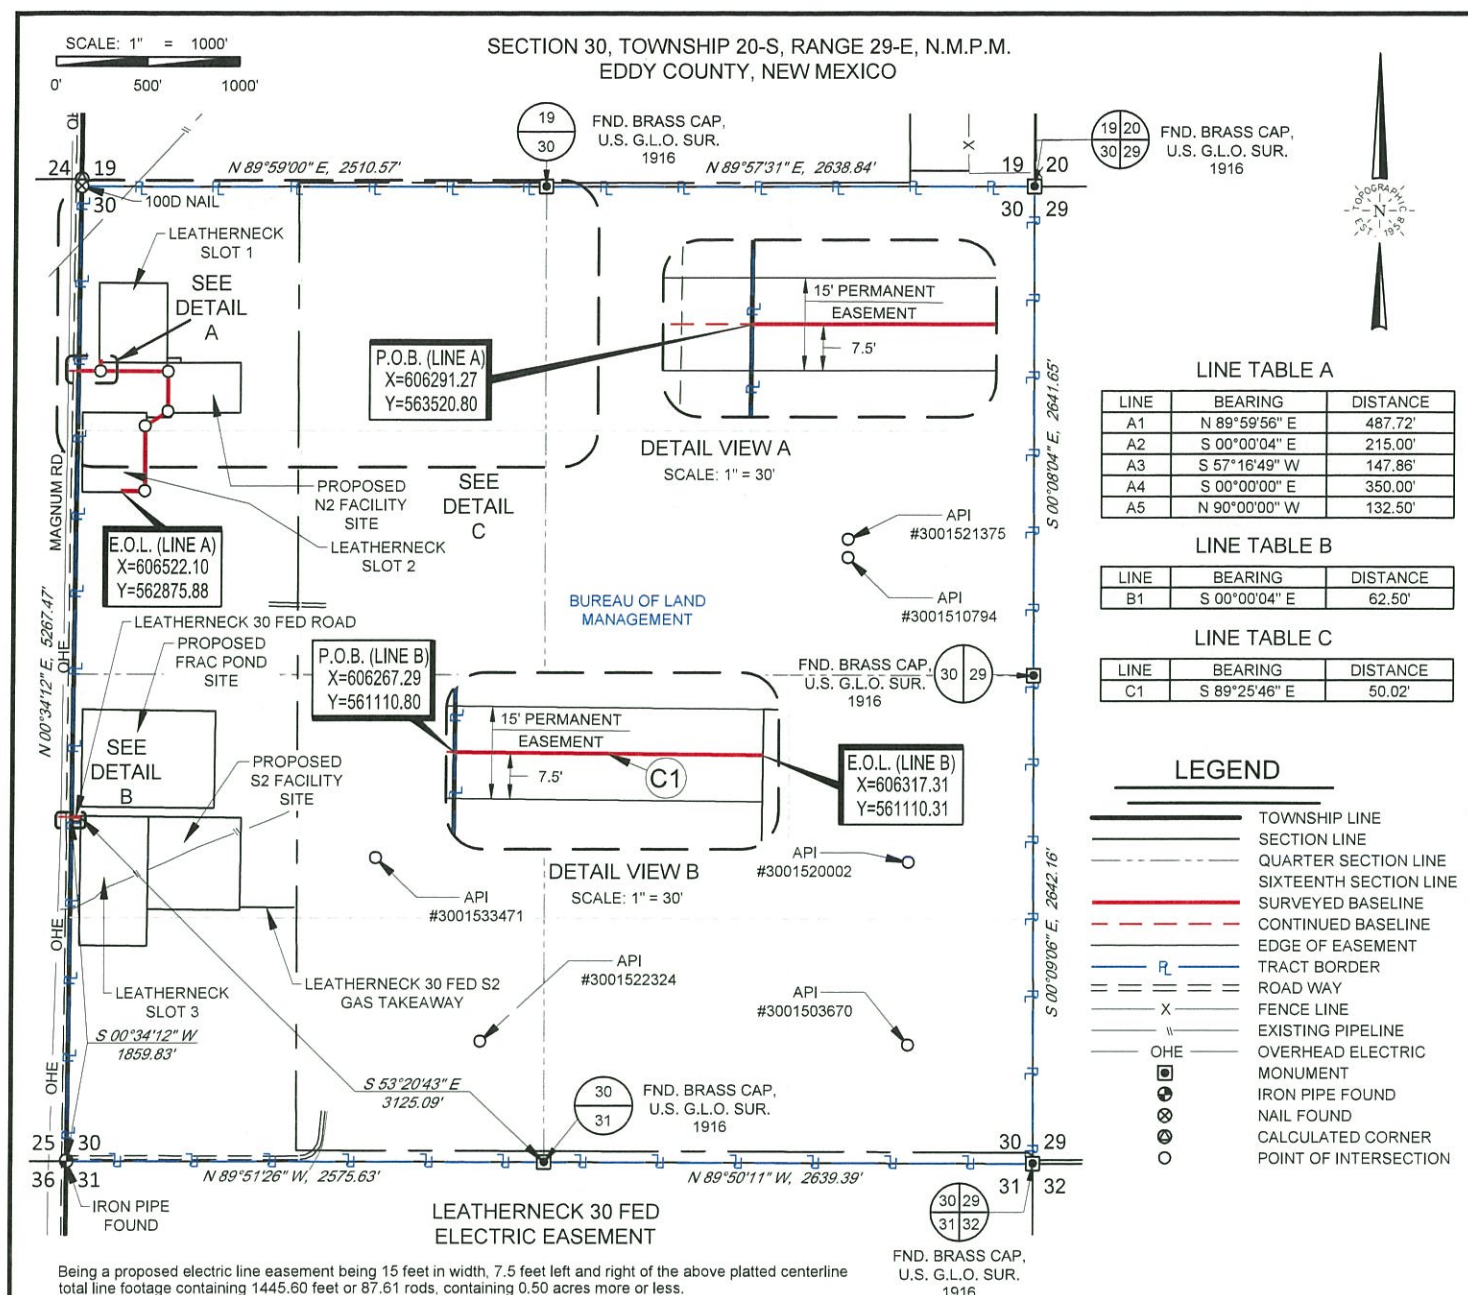 SCALE: 1" = 1000'
0' 500' 1000'
SECTION 30, TOWNSHIP 20-S, RANGE 29-E, N.M.P.M.
EDDY COUNTY, NEW MEXICO
19
30
FND. BRASS CAP,
U.S. G.L.O. SUR.
1916
19 20
30 29
FND. BRASS CAP,
U.S. G.L.O. SUR.
1916
TOPOGRAPHIC
N
EST. 1958
N 89°59'00" E, 2510.57'
N 89°57'31" E, 2638.84'
X
24 19
30
19 20
30 29
100D NAIL
LEATHERNECK
SLOT 1
SEE
DETAIL
A
P.O.B. (LINE A)
X=606291.27
Y=563520.80
15' PERMANENT
EASEMENT
7.5'
DETAIL VIEW A
SCALE: 1" = 30'
S 00°08'04" E, 2641.65'
MAGNUM RD
PROPOSED
N2 FACILITY
SITE
SEE
DETAIL
C
LEATHERNECK
SLOT 2
E.O.L. (LINE A)
X=606522.10
Y=562875.88
API
#3001521375
API
#3001510794
BUREAU OF LAND
MANAGEMENT
N 00°34'12" E, 5267.47'
OHE
LEATHERNECK 30 FED ROAD
PROPOSED
FRAC POND
SITE
P.O.B. (LINE B)
X=606267.29
Y=561110.80
FND. BRASS CAP,
U.S. G.L.O. SUR.
1916
30 29
15' PERMANENT
EASEMENT
7.5'
C1
SEE
DETAIL
B
PROPOSED
S2 FACILITY
SITE
E.O.L. (LINE B)
X=606317.31
Y=561110.31
DETAIL VIEW B
SCALE: 1" = 30'
API
#3001520002
API
#3001533471
OHE
S 00°09'06" E, 2642.16'
API
#3001522324
API
#3001503670
LEATHERNECK 30 FED S2
GAS TAKEAWAY
LEATHERNECK
SLOT 3
S 00°34'12" W
1859.83'
OHE
S 53°20'43" E
3125.09'
30
31
FND. BRASS CAP,
U.S. G.L.O. SUR.
1916
25 30
36 31
30 29
31 32
N 89°51'26" W, 2575.63'
N 89°50'11" W, 2639.39'
IRON PIPE
FOUND
30 29
31 32
FND. BRASS CAP,
U.S. G.L.O. SUR.
1916
LEATHERNECK 30 FED
ELECTRIC EASEMENT
Being a proposed electric line easement being 15 feet in width, 7.5 feet left and right of the above platted centerline
total line footage containing 1445.60 feet or 87.61 rods, containing 0.50 acres more or less.
LINE TABLE A
LINE BEARING DISTANCE
A1 N 89°59'56" E 487.72'
A2 S 00°00'04" E 215.00'
A3 S 57°16'49" W 147.86'
A4 S 00°00'00" E 350.00'
A5 N 90°00'00" W 132.50'
LINE TABLE B
LINE BEARING DISTANCE
B1 S 00°00'04" E 62.50'
LINE TABLE C
LINE BEARING DISTANCE
C1 S 89°25'46" E 50.02'
LEGEND
TOWNSHIP LINE
SECTION LINE
QUARTER SECTION LINE
SIXTEENTH SECTION LINE
SURVEYED BASELINE
CONTINUED BASELINE
EDGE OF EASEMENT
PL TRACT BORDER
ROAD WAY
X FENCE LINE
EXISTING PIPELINE
OHE OVERHEAD ELECTRIC
MONUMENT
IRON PIPE FOUND
NAIL FOUND
CALCULATED CORNER
POINT OF INTERSECTION